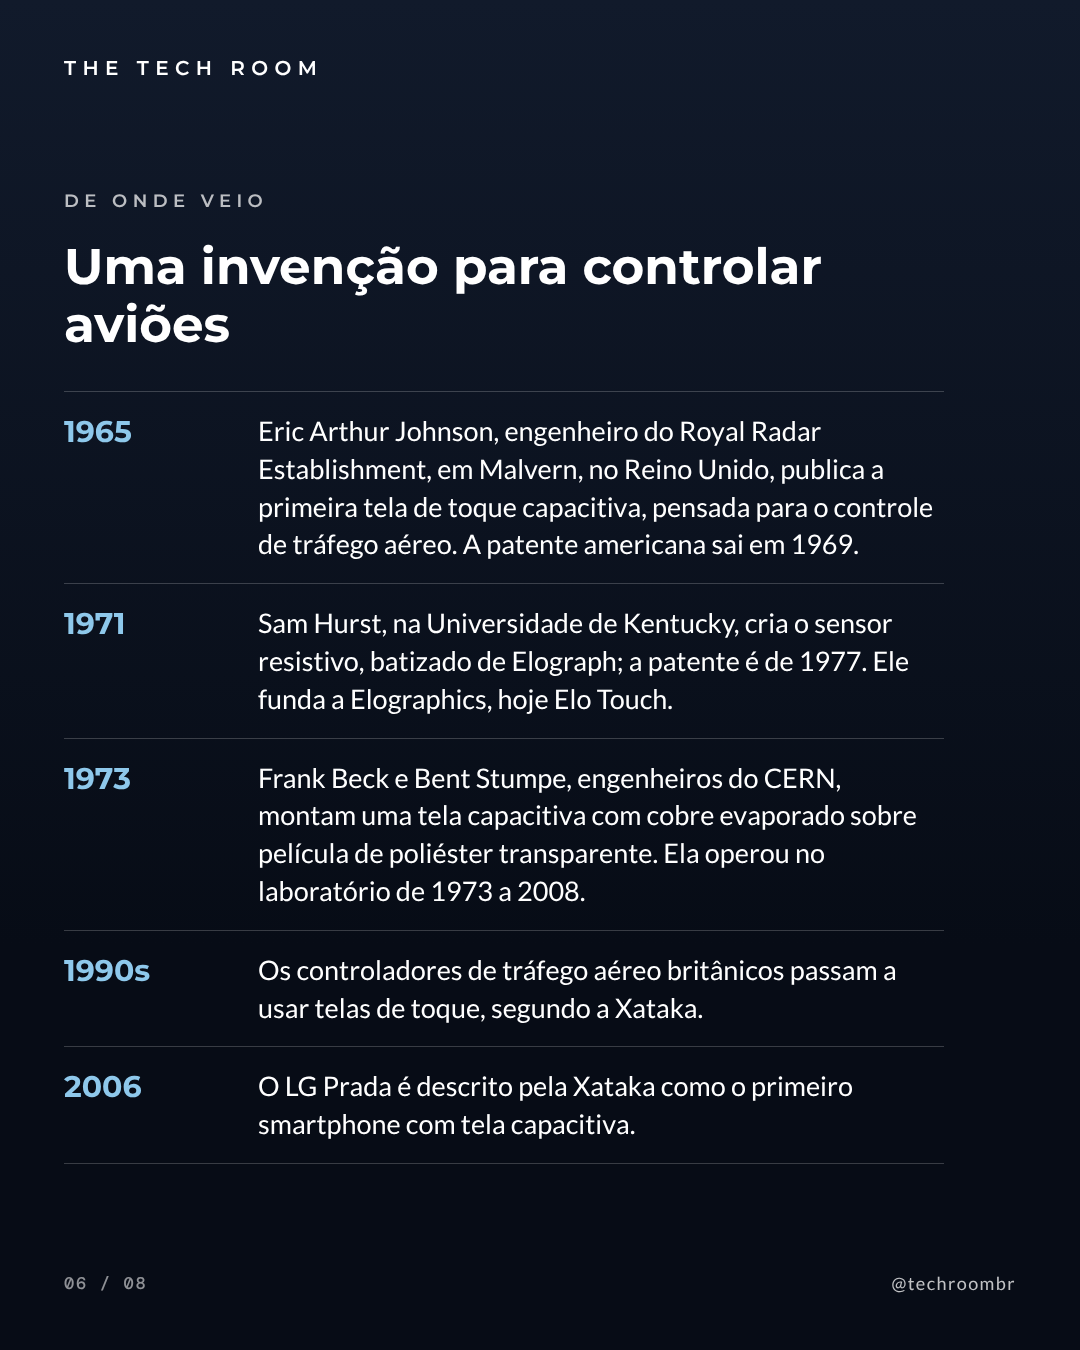 THE TECH ROOM
DE ONDE VEIO
Uma invenção para controlar
aviões
1965
Eric Arthur Johnson, engenheiro do Royal Radar
Establishment, em Malvern, no Reino Unido, publica a
primeira tela de toque capacitiva, pensada para o controle
de tráfego aéreo. A patente americana sai em 1969.
1971
Sam Hurst, na Universidade de Kentucky, cria o sensor
resistivo, batizado de Elograph; a patente é de 1977. Ele
funda a Elographics, hoje Elo Touch.
1973
Frank Beck e Bent Stumpe, engenheiros do CERN,
montam uma tela capacitiva com cobre evaporado sobre
película de poliéster transparente. Ela operou no
laboratório de 1973 a 2008.
1990s
Os controladores de tráfego aéreo britânicos passam a
usar telas de toque, segundo a Xataka.
2006
O LG Prada é descrito pela Xataka como o primeiro
smartphone com tela capacitiva.
06 / 08
@techroombr